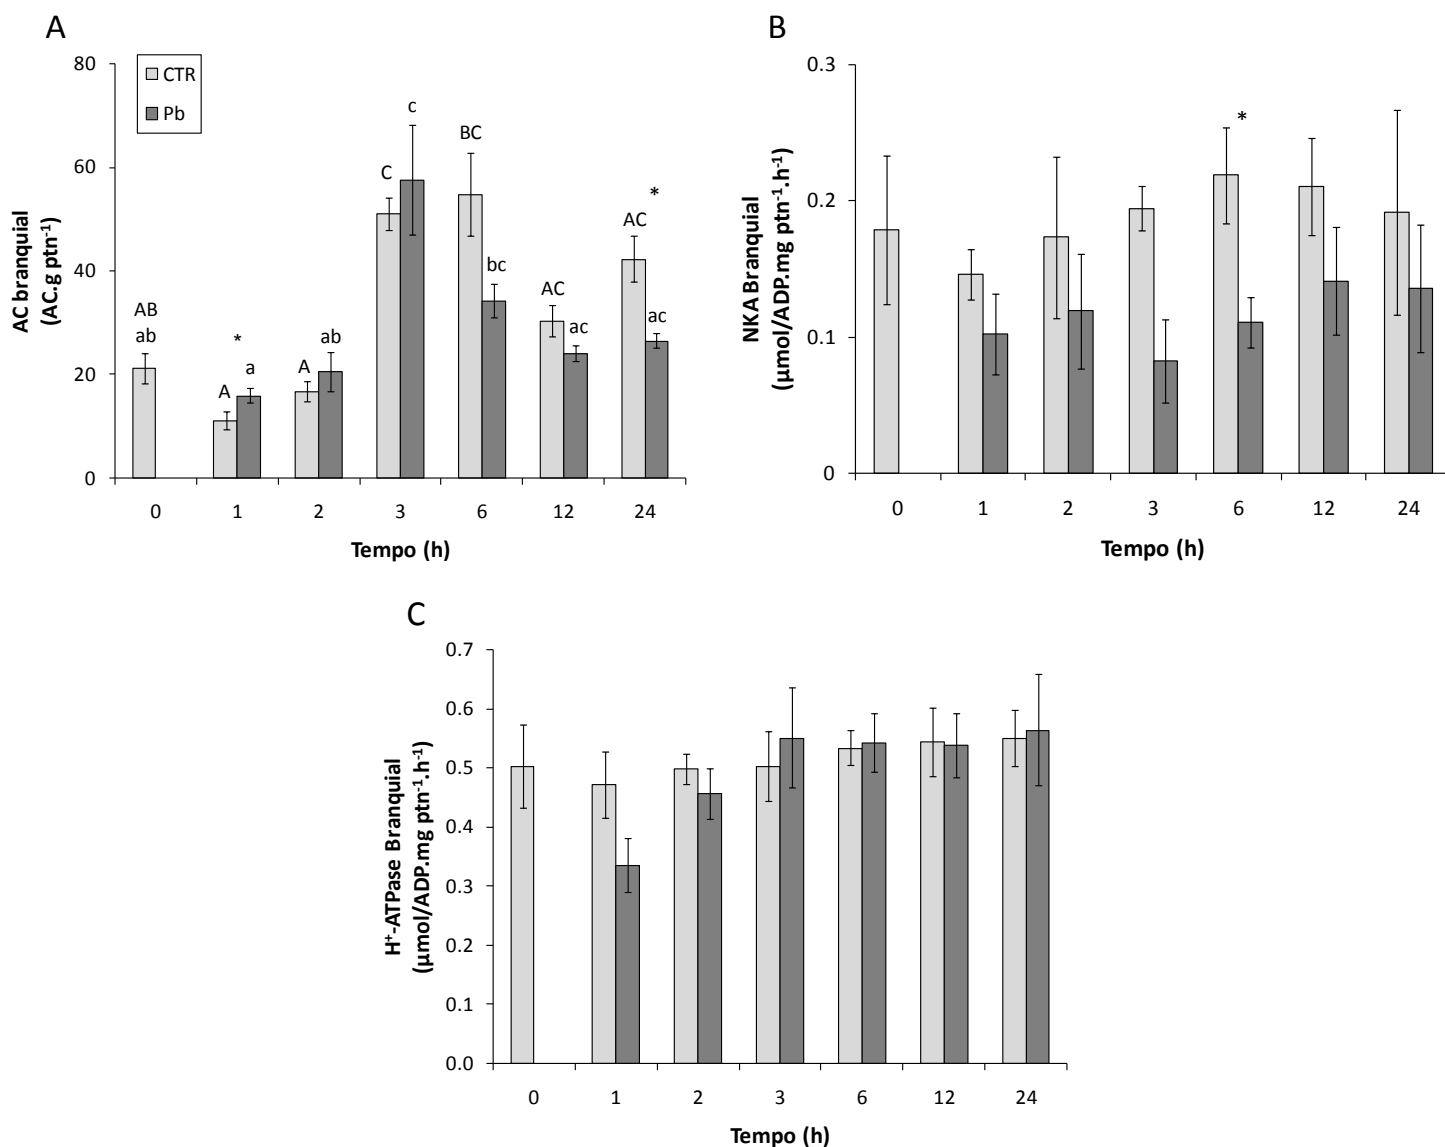 A
AC branquial
(AC.g ptn⁻¹)
80
60
40
20
0
CTR
Pb
AB
ab
*
A
a
A
ab
C
c
BC
bc
AC
ac
*
AC
ac
0 1 2 3 6 12 24
Tempo (h)
B
NKA Branquial
(µmol/ADP.mg ptn⁻¹.h⁻¹)
0.3
0.2
0.1
0
*
0 1 2 3 6 12 24
Tempo (h)
C
H⁺-ATPase Branquial
(µmol/ADP.mg ptn⁻¹.h⁻¹)
0.7
0.6
0.5
0.4
0.3
0.2
0.1
0.0
0 1 2 3 6 12 24
Tempo (h)